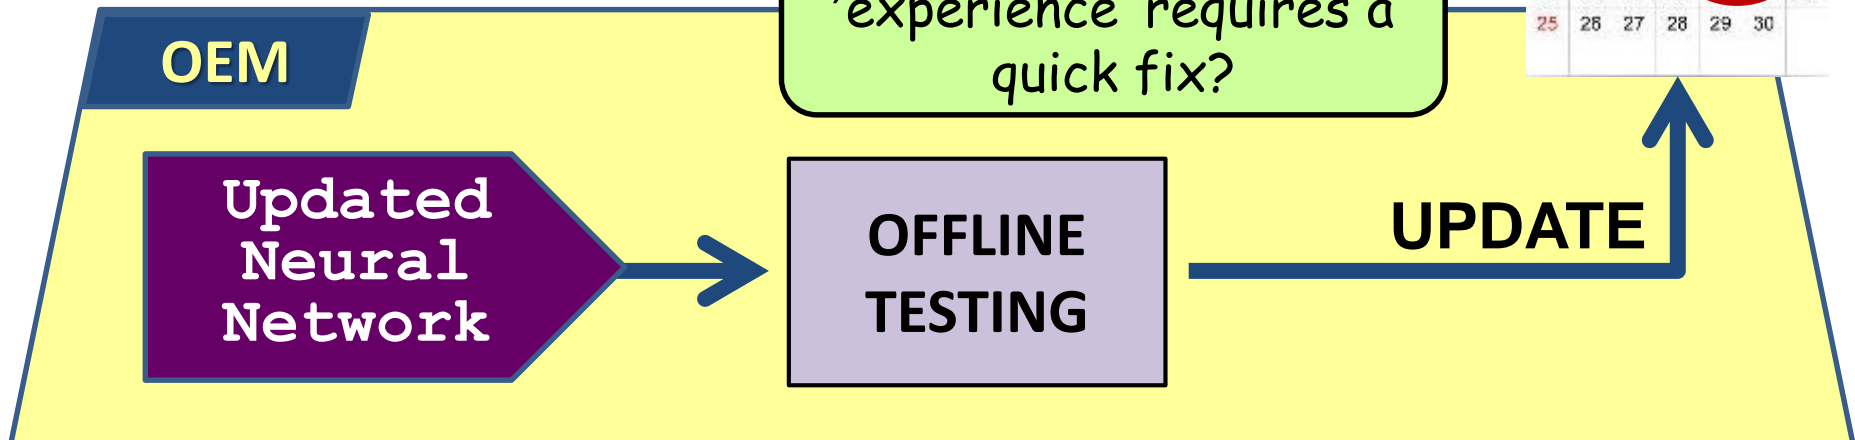 'experience' requires a
quick fix?
25 26 27 28 29 30
OEM
Updated
Neural
Network
OFFLINE
TESTING
UPDATE